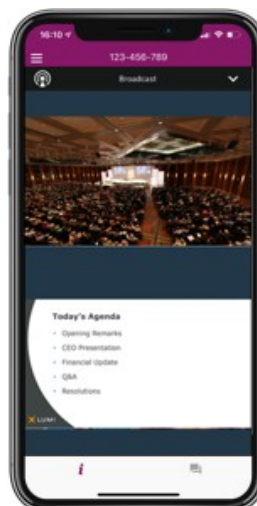 16:10
123-456-789
Broadcast
Today's Agenda
Opening Remarks
CEO Presentation
Financial Update
Q&A
Resolutions
LUMI
i